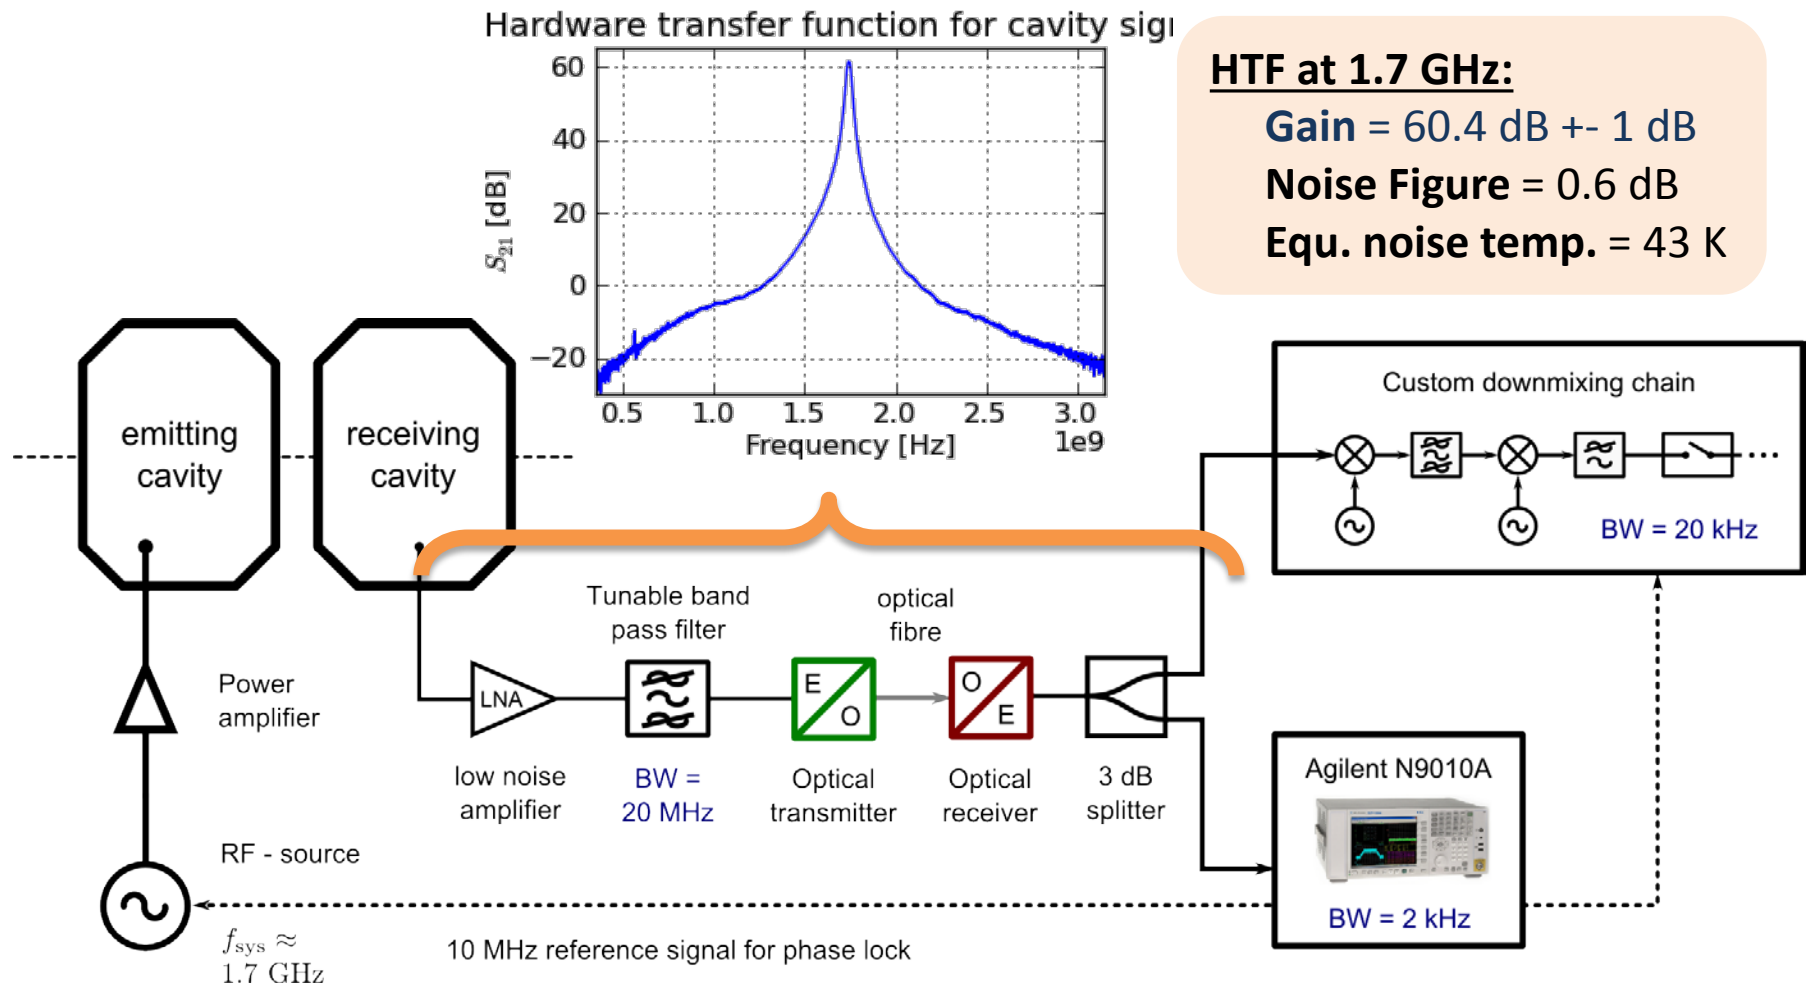 Hardware transfer function for cavity sig
60
40
20
0
−20
S21 [dB]
0.5 1.0 1.5 2.0 2.5 3.0
1e9
Frequency [Hz]
HTF at 1.7 GHz:
Gain = 60.4 dB +- 1 dB
Noise Figure = 0.6 dB
Equ. noise temp. = 43 K
emitting
cavity
receiving
cavity
Custom downmixing chain
BW = 20 kHz
Tunable band
pass filter
optical
fibre
Power
amplifier
LNA
E
O
O
E
low noise
amplifier
BW =
20 MHz
Optical
transmitter
Optical
receiver
3 dB
splitter
Agilent N9010A
BW = 2 kHz
RF - source
fsys ≈
1.7 GHz
10 MHz reference signal for phase lock